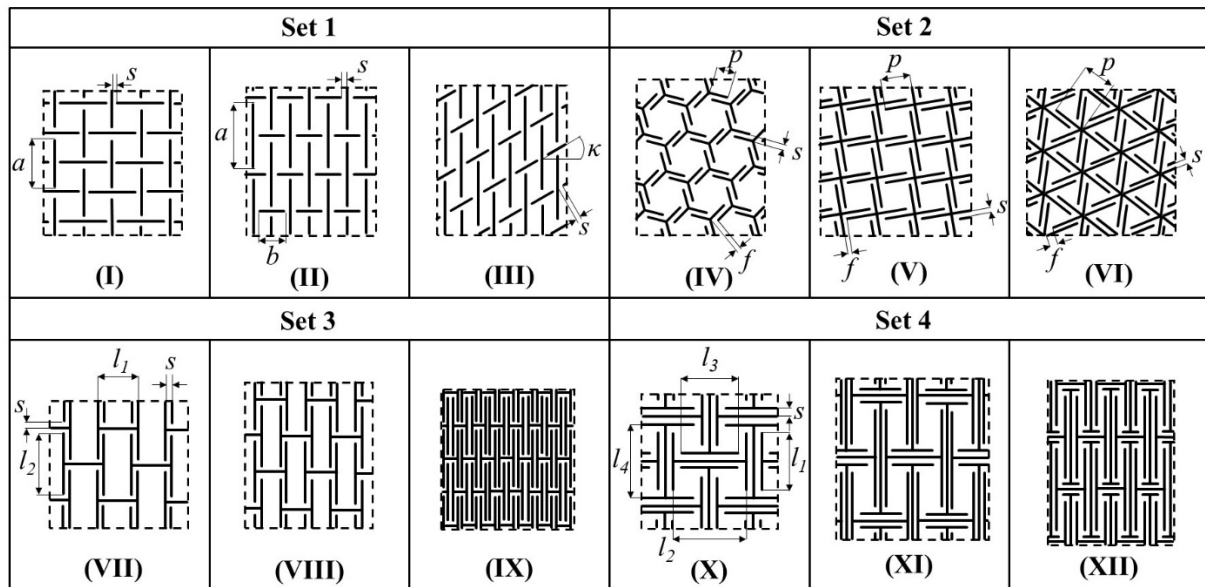 Set 1
Set 2
s
a
(I)
s
a
b
(II)
κ
s
(III)
p
s
f
(IV)
p
s
f
(V)
p
s
f
(VI)
Set 3
Set 4
l1
s
s
l2
(VII)
(VIII)
(IX)
l3
s
l4
l1
l2
(X)
(XI)
(XII)